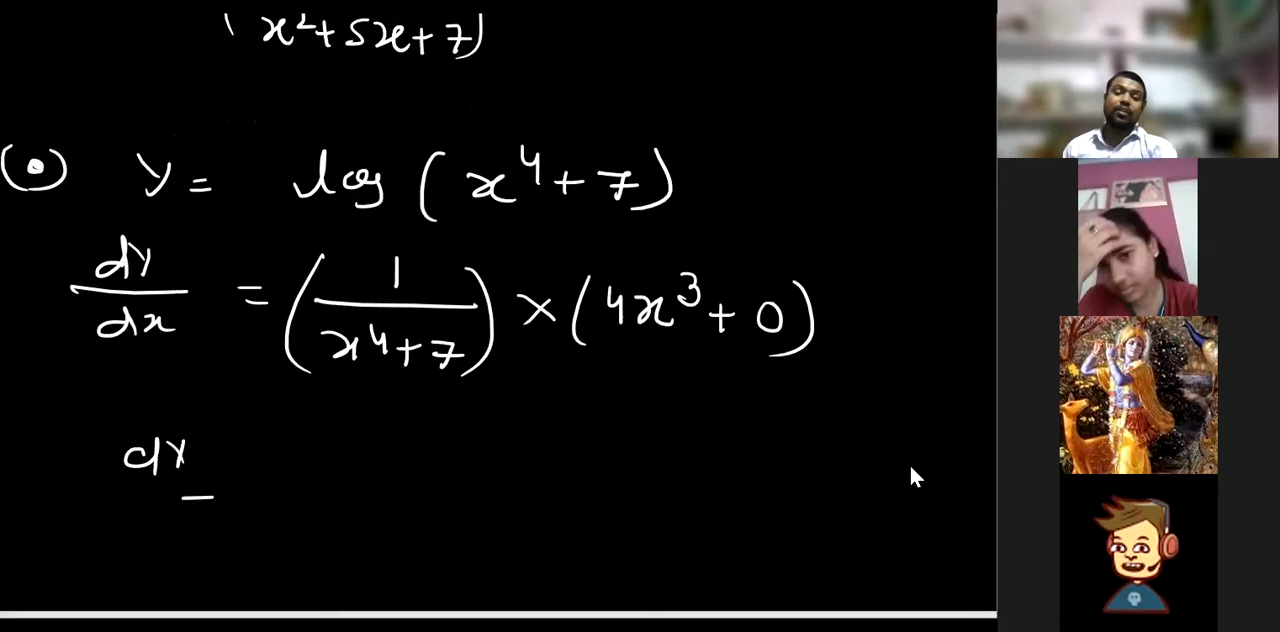 ( x²+5x+7)
(•) y = log (x⁴+7)
dy/dx = (1/(x⁴+7)) × (4x³+0)
dy